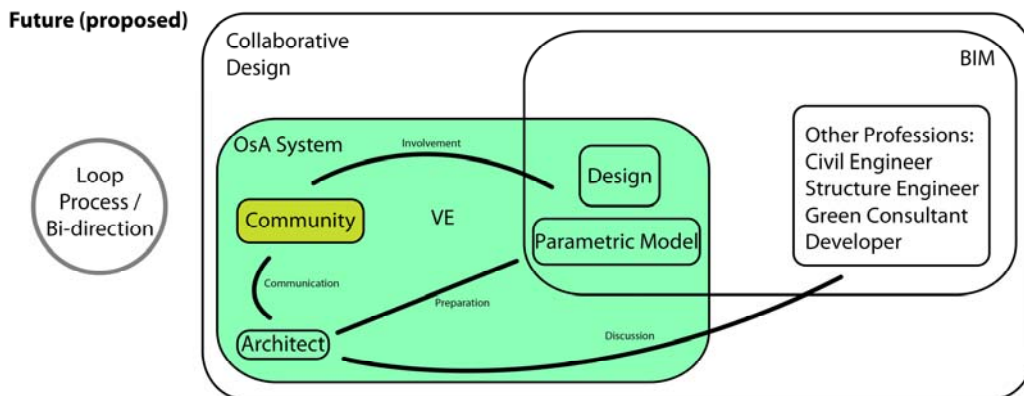 Future (proposed)
Collaborative
Design
BIM
OsA System
Involvement
Other Professions:
Civil Engineer
Structure Engineer
Green Consultant
Developer
Loop
Process /
Bi-direction
Design
Community
VE
Parametric Model
Communication
Preparation
Architect
Discussion